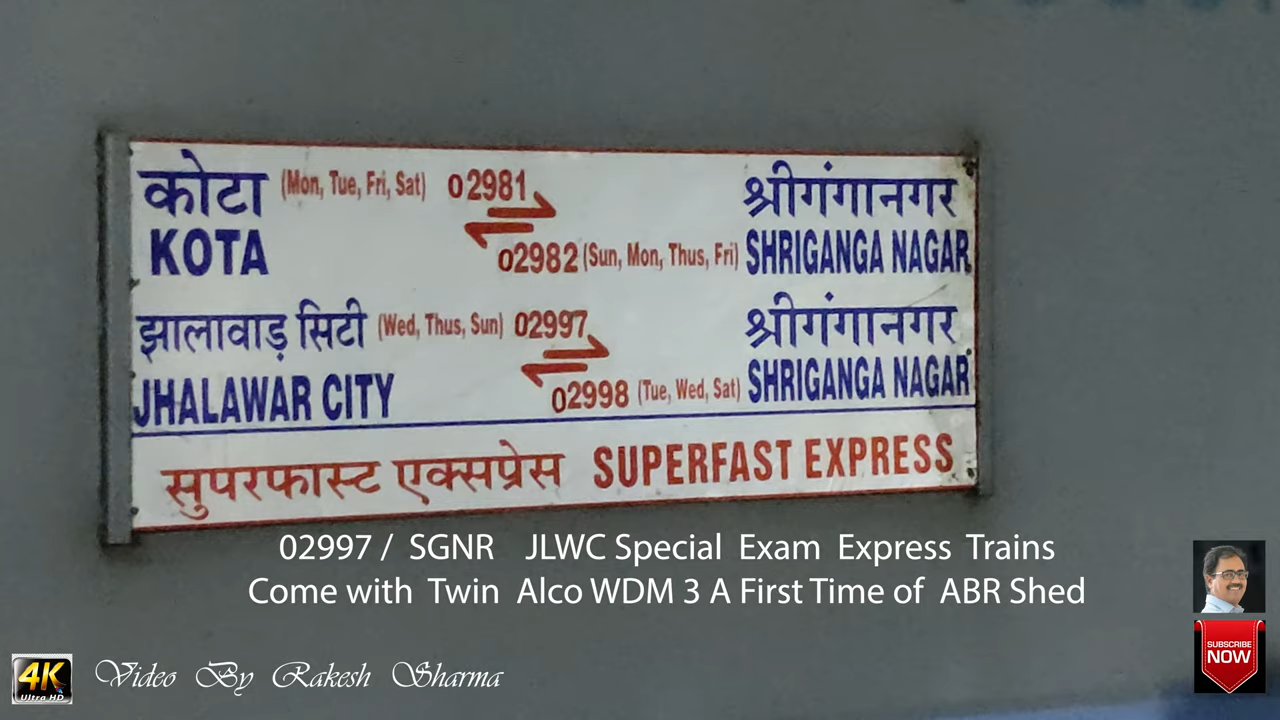 कोटा (Mon, Tue, Fri, Sat) 02981 श्रीगंगानगर
KOTA 02982 (Sun, Mon, Thus, Fri) SHRIGANGA NAGAR
झालावाड़ सिटी (Wed, Thus, Sun) 02997 श्रीगंगानगर
JHALAWAR CITY 02998 (Tue, Wed, Sat) SHRIGANGA NAGAR
सुपरफास्ट एक्सप्रेस SUPERFAST EXPRESS
02997 / SGNR JLWC Special Exam Express Trains
Come with Twin Alco WDM 3 A First Time of ABR Shed
SUBSCRIBE
NOW
4K
Ultra HD
Video By Rakesh Sharma